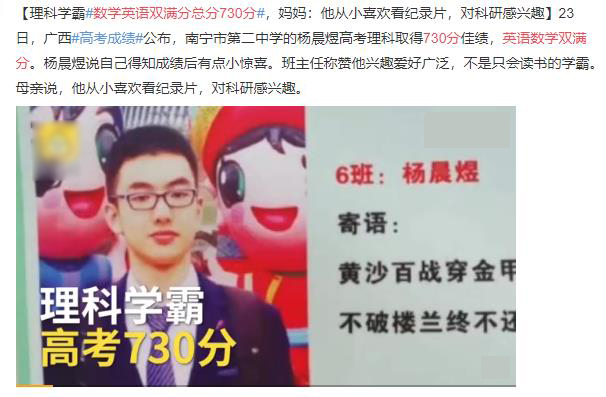 【理科学霸#数学英语双满分总分730分#，妈妈：他从小喜欢看纪录片，对科研感兴趣】23
日，广西#高考成绩#公布，南宁市第二中学的杨晨煜高考理科取得730分佳绩，英语数学双满
分。杨晨煜说自己得知成绩后有点小惊喜。班主任称赞他兴趣爱好广泛，不是只会读书的学霸。
母亲说，他从小喜欢看纪录片，对科研感兴趣。
6班：杨晨煜
寄语：
黄沙百战穿金甲
不破楼兰终不还
理科学霸
高考730分